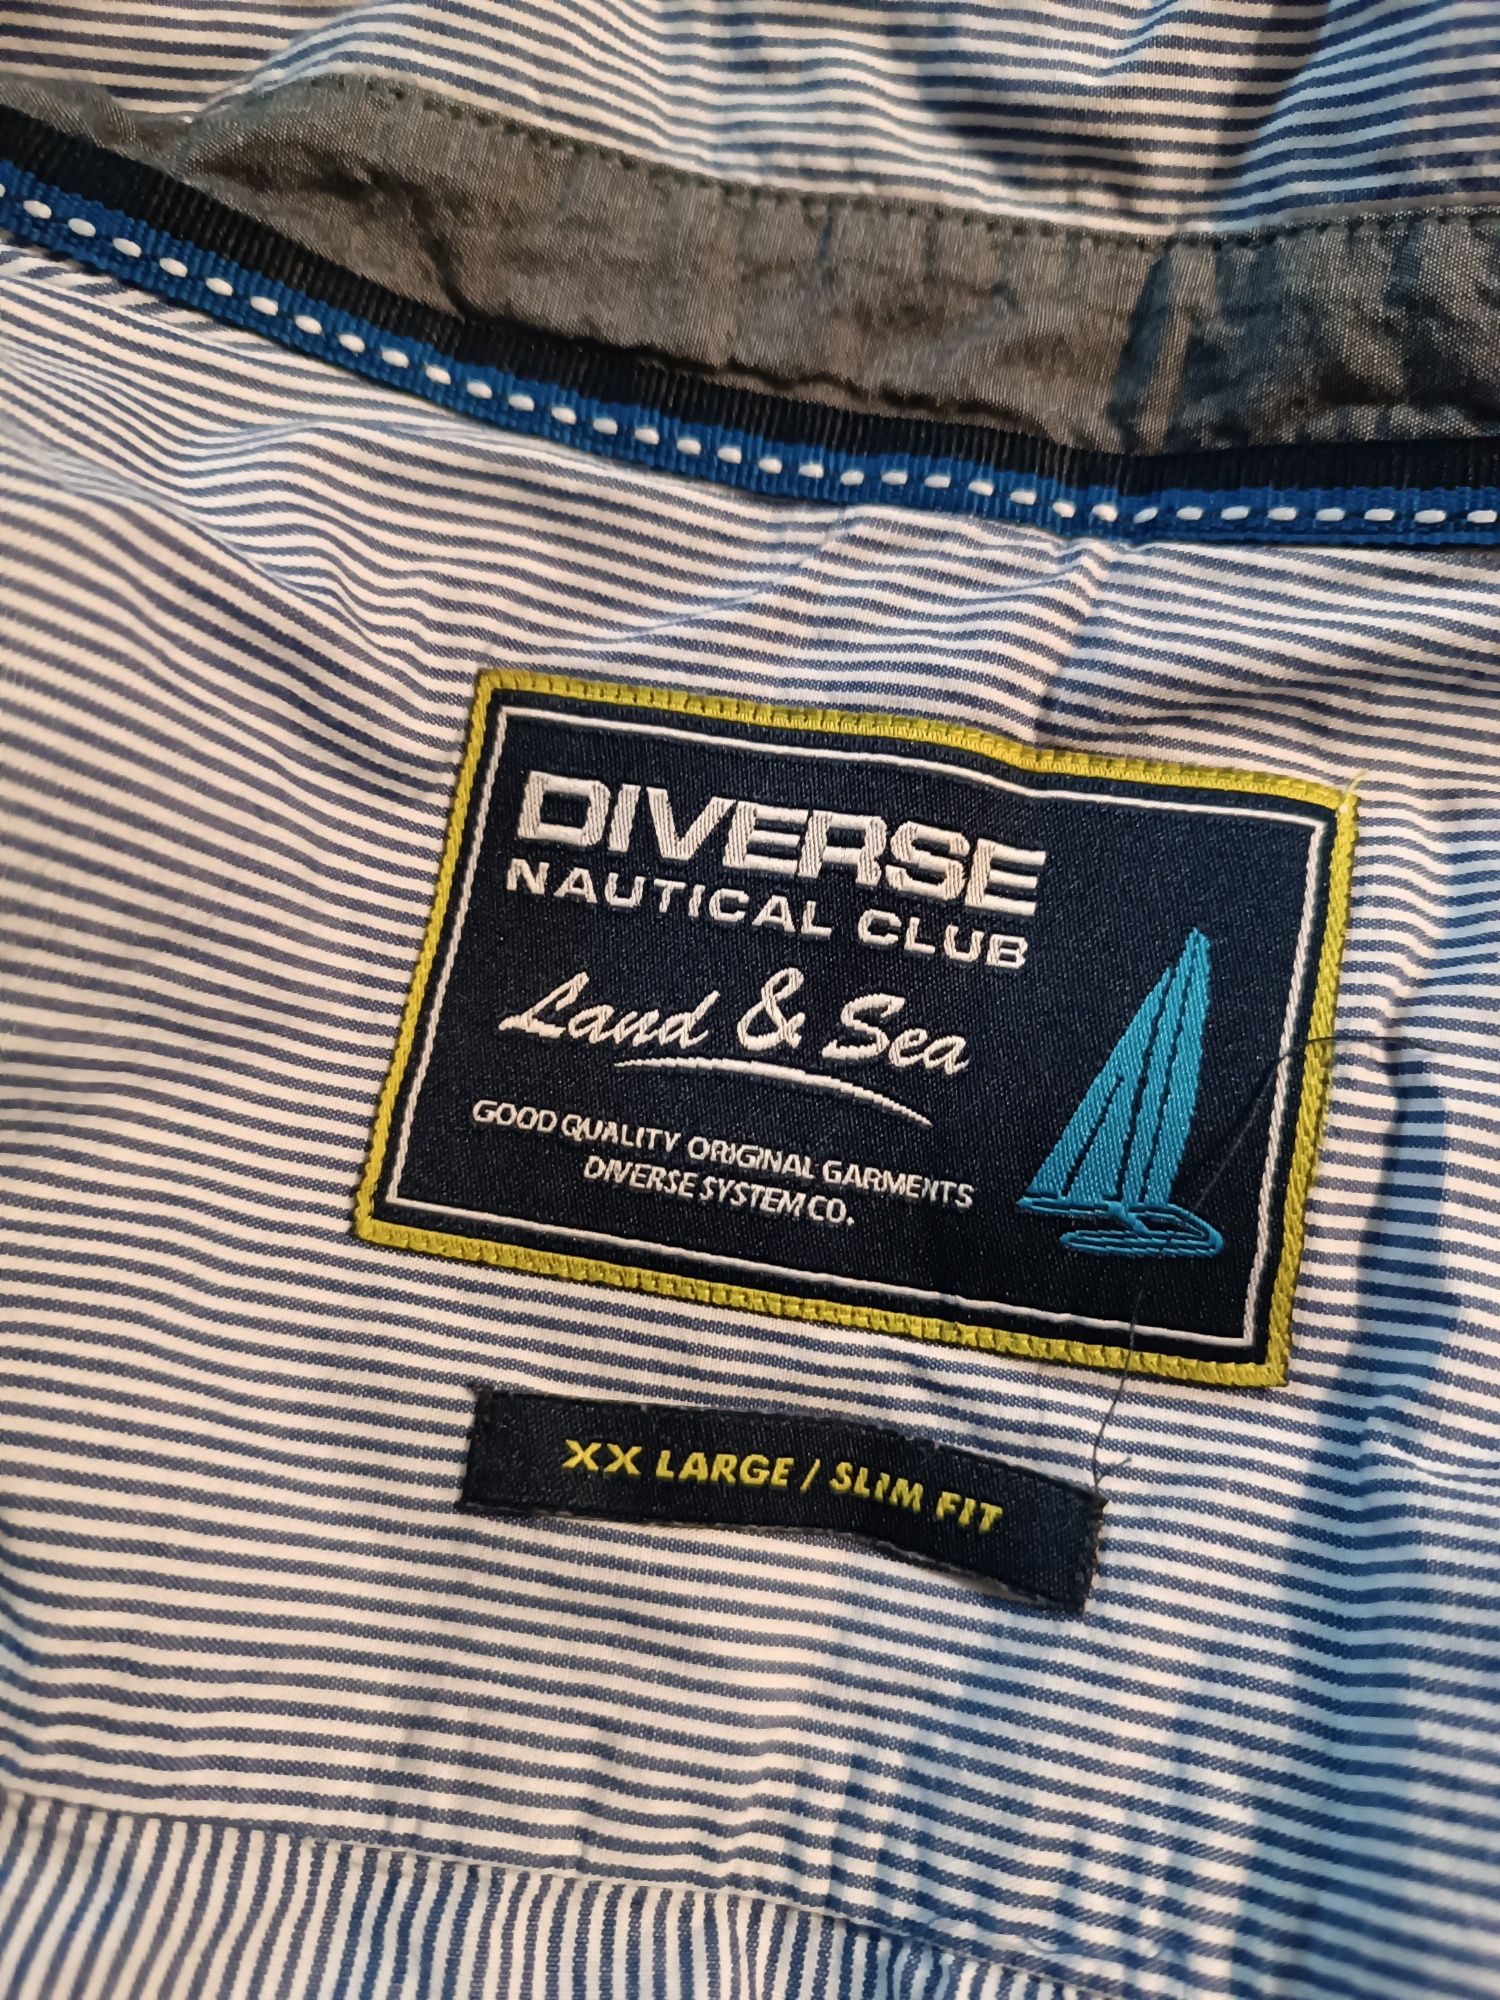 DIVERSE
NAUTICAL CLUB
Land & Sea
GOOD QUALITY ORIGINAL GARMENTS
DIVERSE SYSTEM CO.
XX LARGE / SLIM FIT